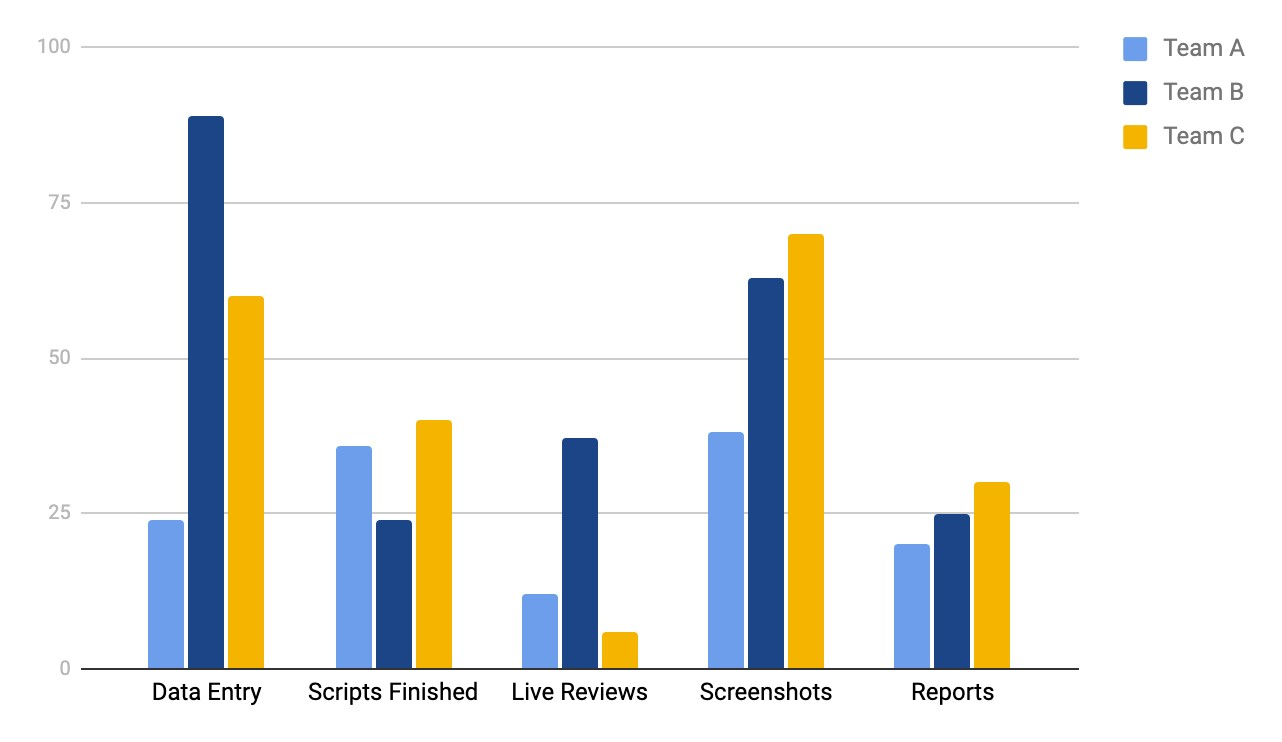 100
75
50
25
0
Data Entry
Scripts Finished
Live Reviews
Screenshots
Reports
Team A
Team B
Team C